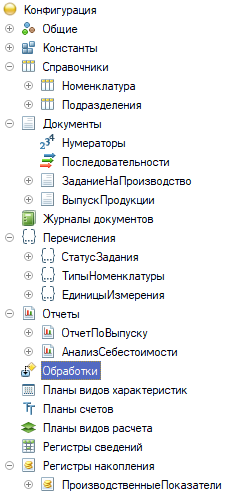 Конфигурация
Общие
Константы
Справочники
Номенклатура
Подразделения
Документы
Нумераторы
Последовательности
ЗаданиеНаПроизводство
ВыпускПродукции
Журналы документов
Перечисления
СтатусЗадания
ТипыНоменклатуры
ЕдиницыИзмерения
Отчеты
ОтчетПоВыпуску
АнализСебестоимости
Обработки
Планы видов характеристик
Планы счетов
Планы видов расчета
Регистры сведений
Регистры накопления
ПроизводственныеПоказатели